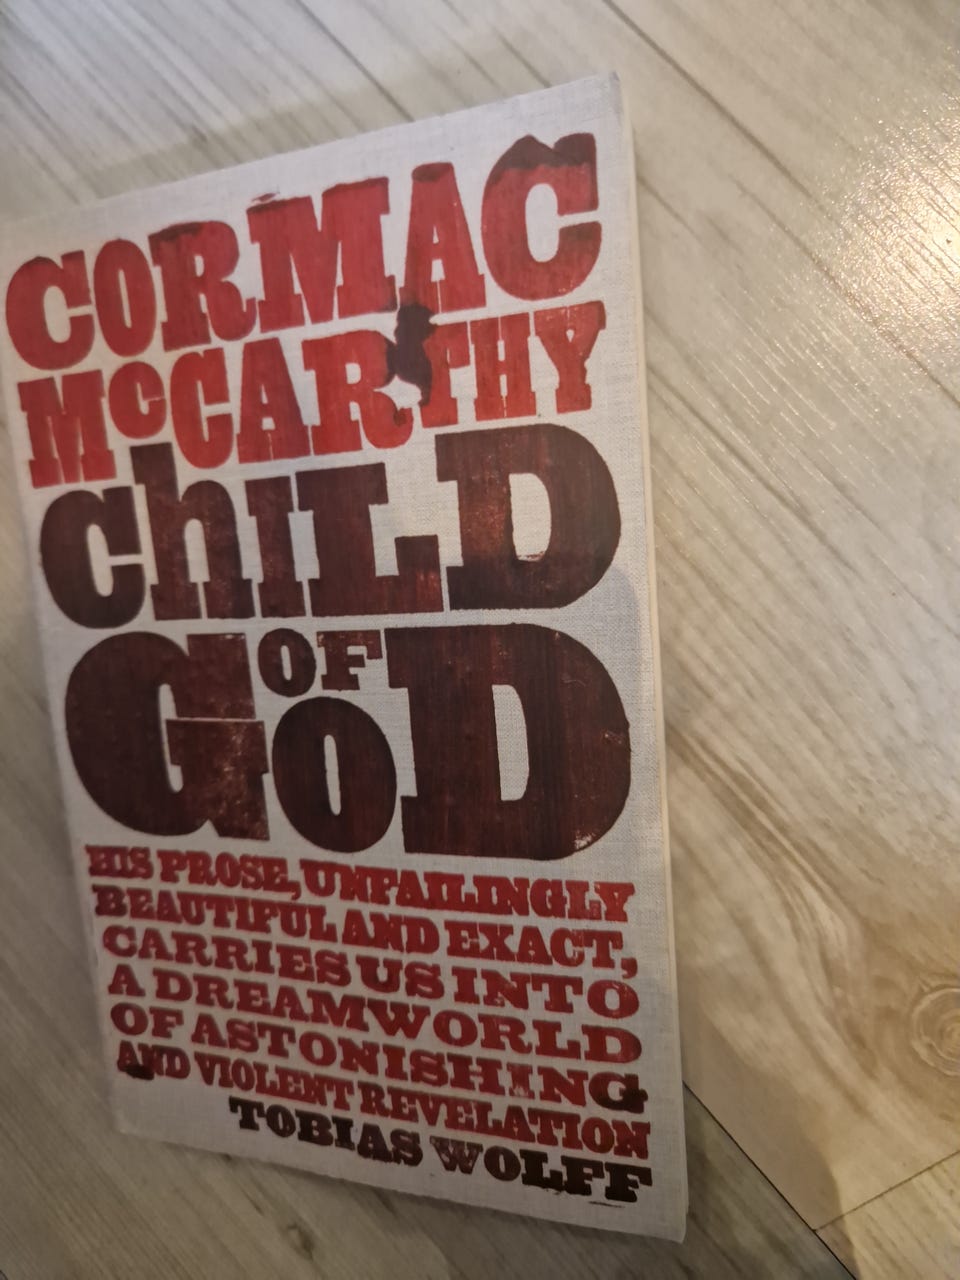 CORMAC
McCARTHY
ChILD
OF
GoD
HIS PROSE, UNFAILINGLY
BEAUTIFUL AND EXACT,
CARRIES US INTO
A DREAMWORLD
OF ASTONISHING
AND VIOLENT REVELATION
TOBIAS WOLFF